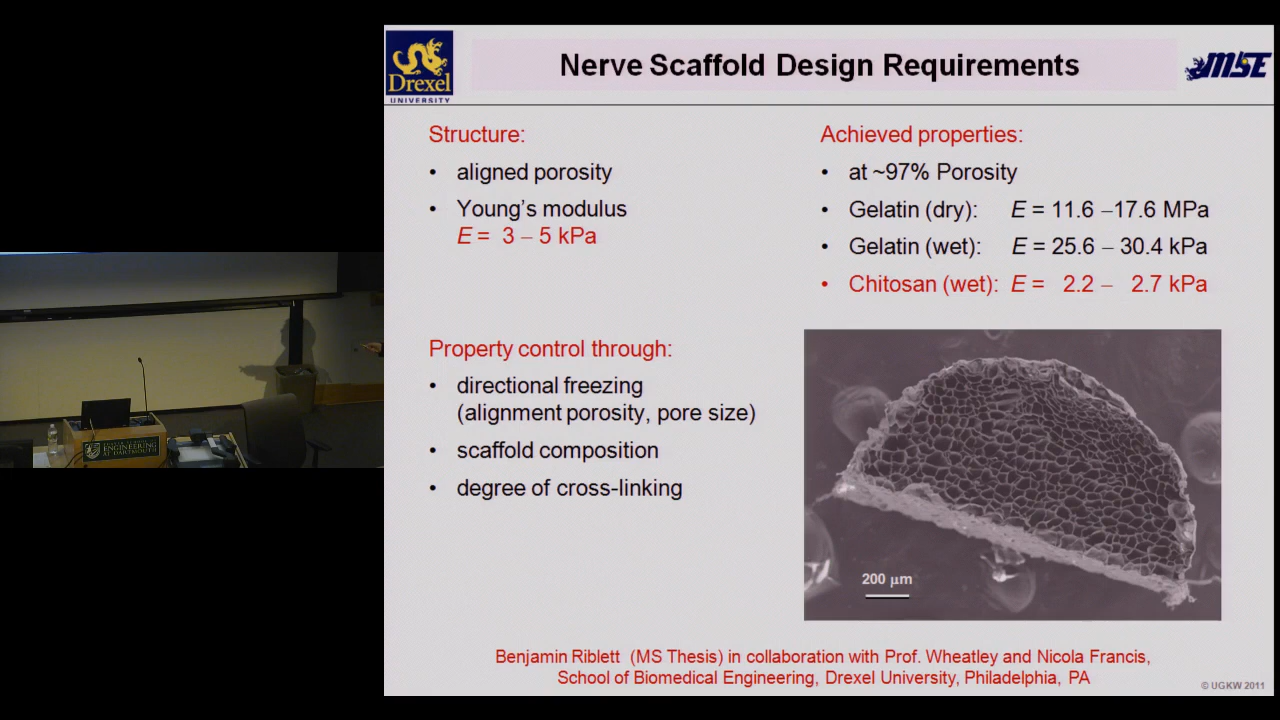 Drexel
UNIVERSITY
Nerve Scaffold Design Requirements
MSE
Structure:
• aligned porosity
• Young's modulus
E = 3 – 5 kPa
Achieved properties:
• at ~97% Porosity
• Gelatin (dry): E = 11.6 –17.6 MPa
• Gelatin (wet): E = 25.6 – 30.4 kPa
• Chitosan (wet): E = 2.2 – 2.7 kPa
Property control through:
• directional freezing
(alignment porosity, pore size)
• scaffold composition
• degree of cross-linking
200 µm
Benjamin Riblett (MS Thesis) in collaboration with Prof. Wheatley and Nicola Francis,
School of Biomedical Engineering, Drexel University, Philadelphia, PA
© UGKW 2011
ENGINEERING
AT DARTMOUTH